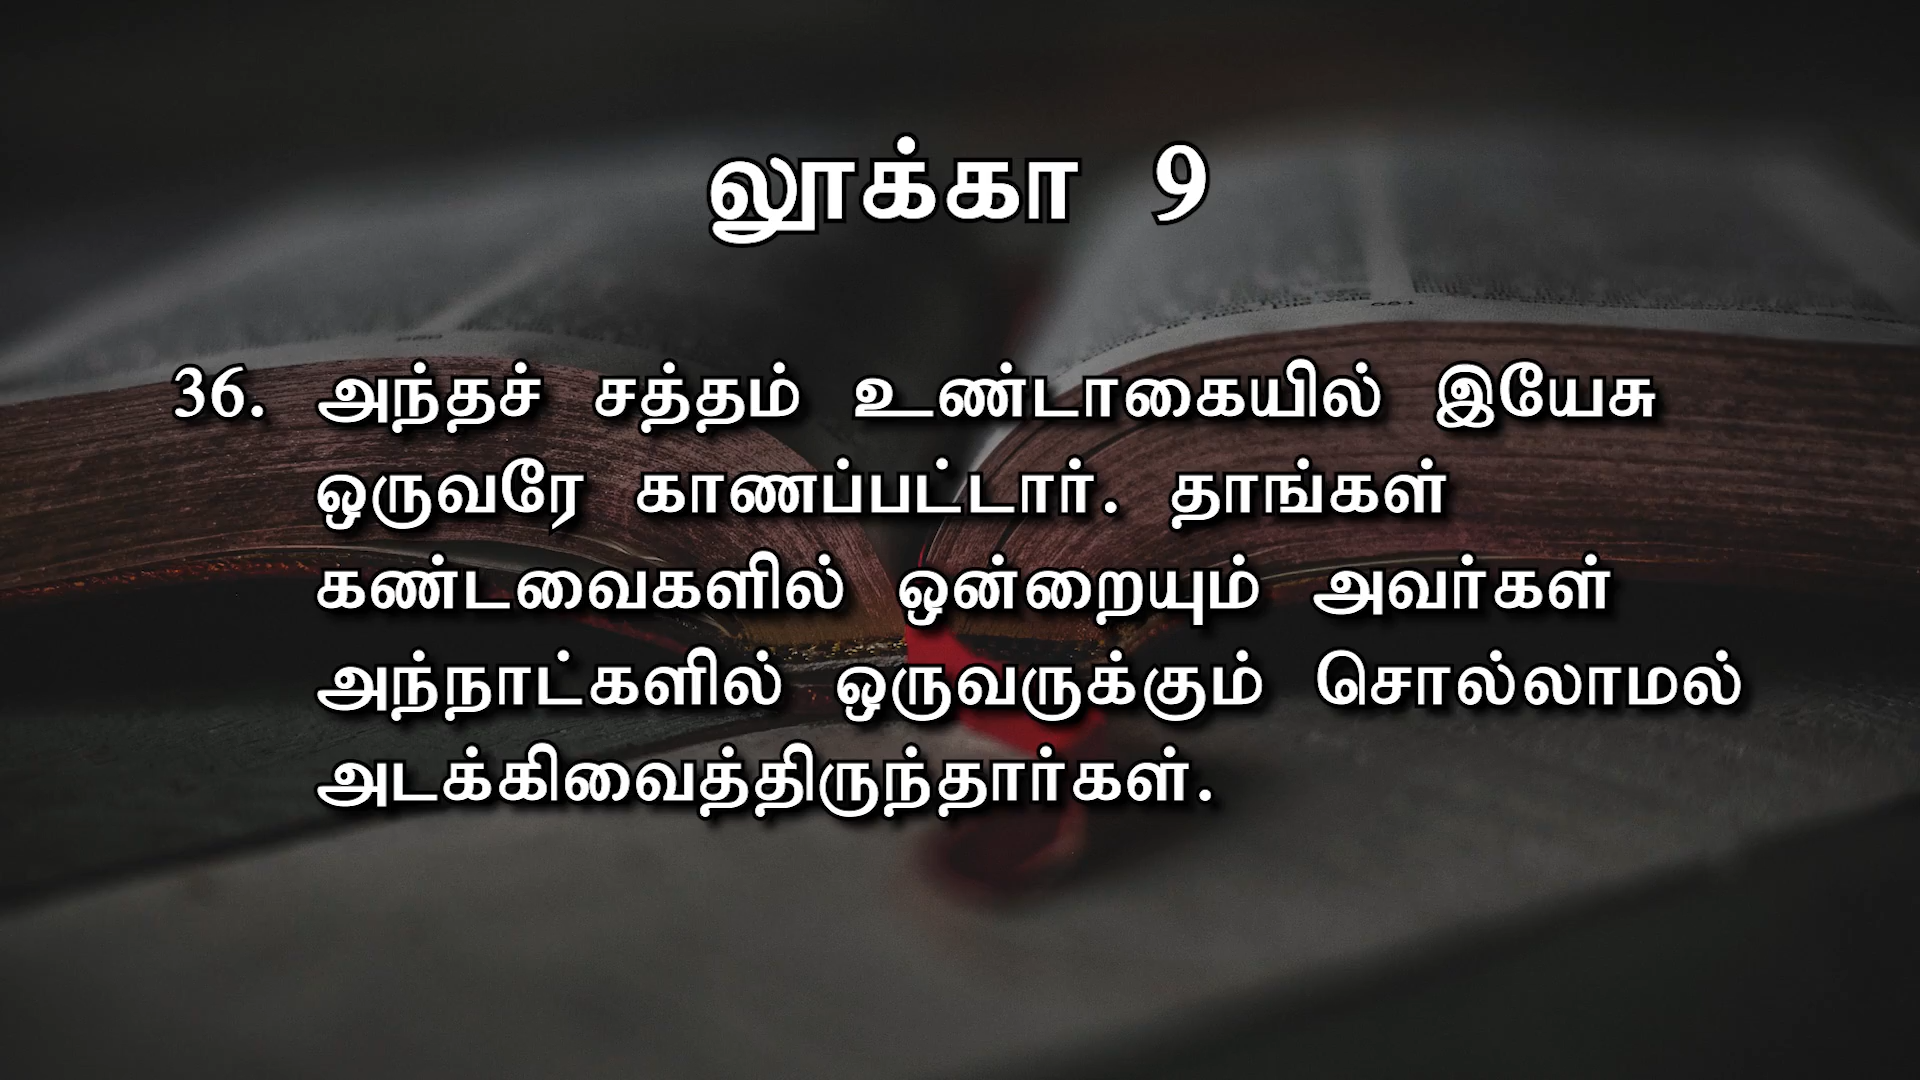 லூக்கா 9
36. அந்தச் சத்தம் உண்டாகையில் இயேசு
ஒருவரே காணப்பட்டார். தாங்கள்
கண்டவைகளில் ஒன்றையும் அவர்கள்
அந்நாட்களில் ஒருவருக்கும் சொல்லாமல்
அடக்கிவைத்திருந்தார்கள்.